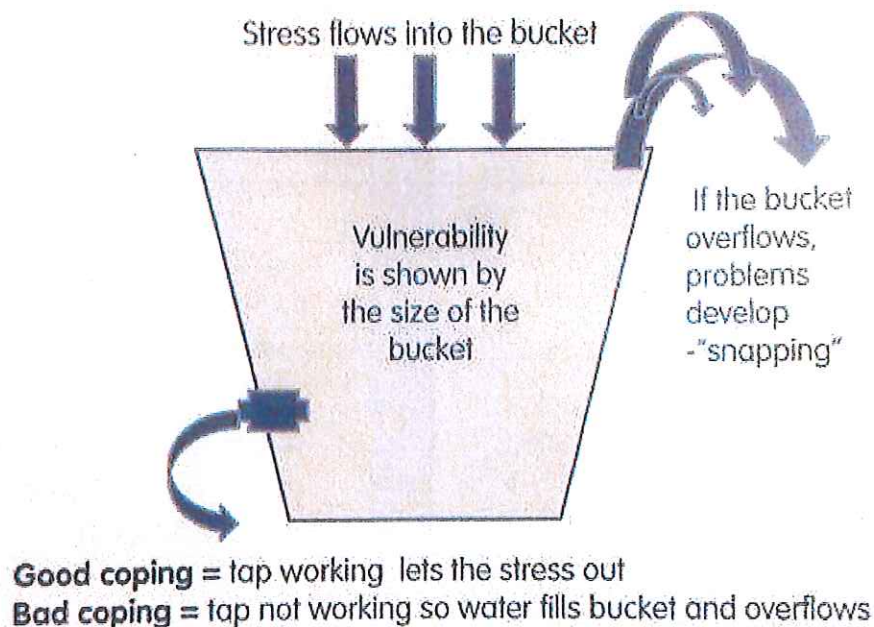 Stress flows into the bucket
Vulnerability
is shown by
the size of the
bucket
If the bucket
overflows,
problems
develop
-"snapping"
Good coping = tap working lets the stress out
Bad coping = tap not working so water fills bucket and overflows